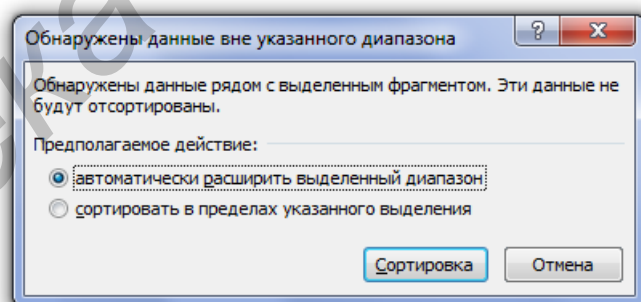 Обнаружены данные вне указанного диапазона
Обнаружены данные рядом с выделенным фрагментом. Эти данные не
будут отсортированы.
Предполагаемое действие:
автоматически расширить выделенный диапазон
сортировать в пределах указанного выделения
Сортировка Отмена